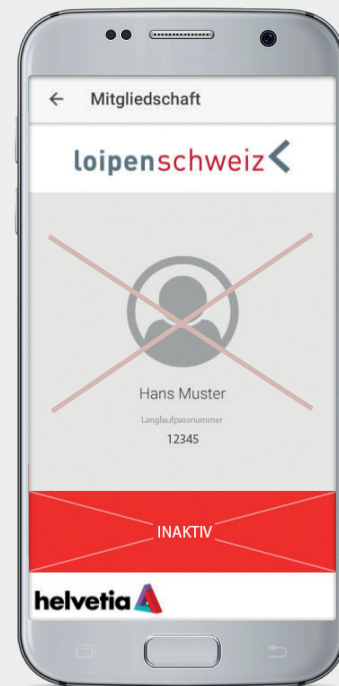 Mitgliedschaft
loipenschweiz
Hans Muster
Langlaufpassnummer
12345
INAKTIV
helvetia